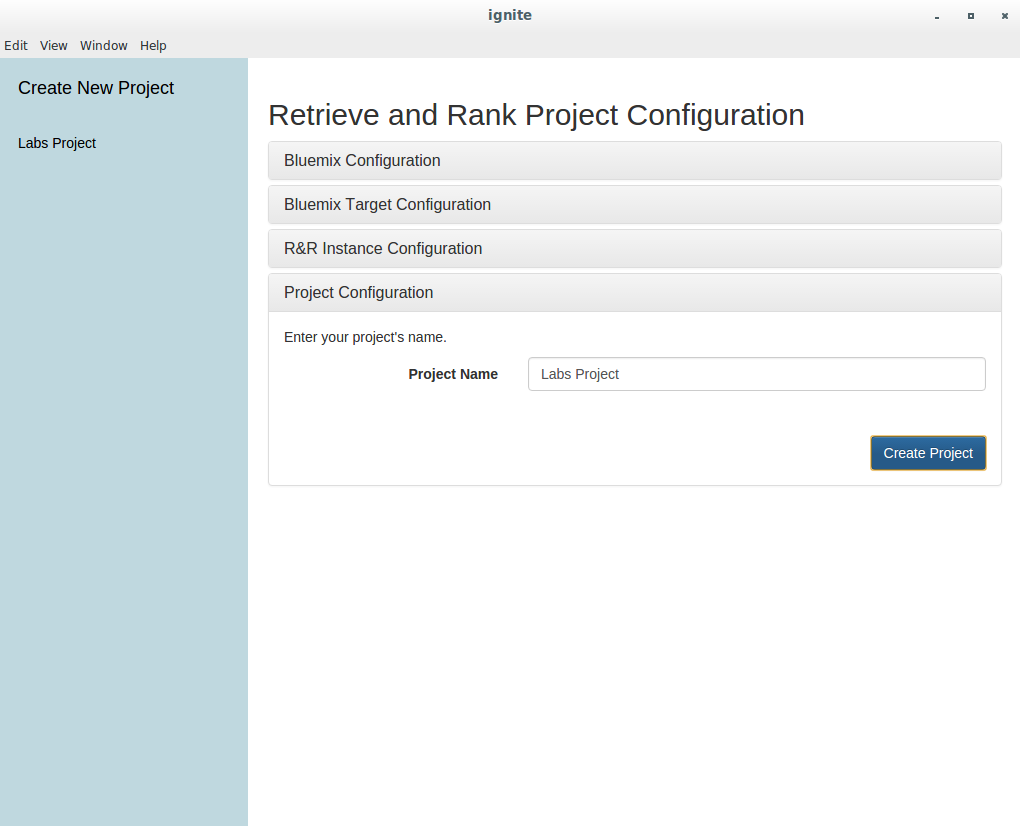 ignite
Edit View Window Help
Create New Project
Labs Project
Retrieve and Rank Project Configuration
Bluemix Configuration
Bluemix Target Configuration
R&R Instance Configuration
Project Configuration
Enter your project's name.
Project Name Labs Project
Create Project